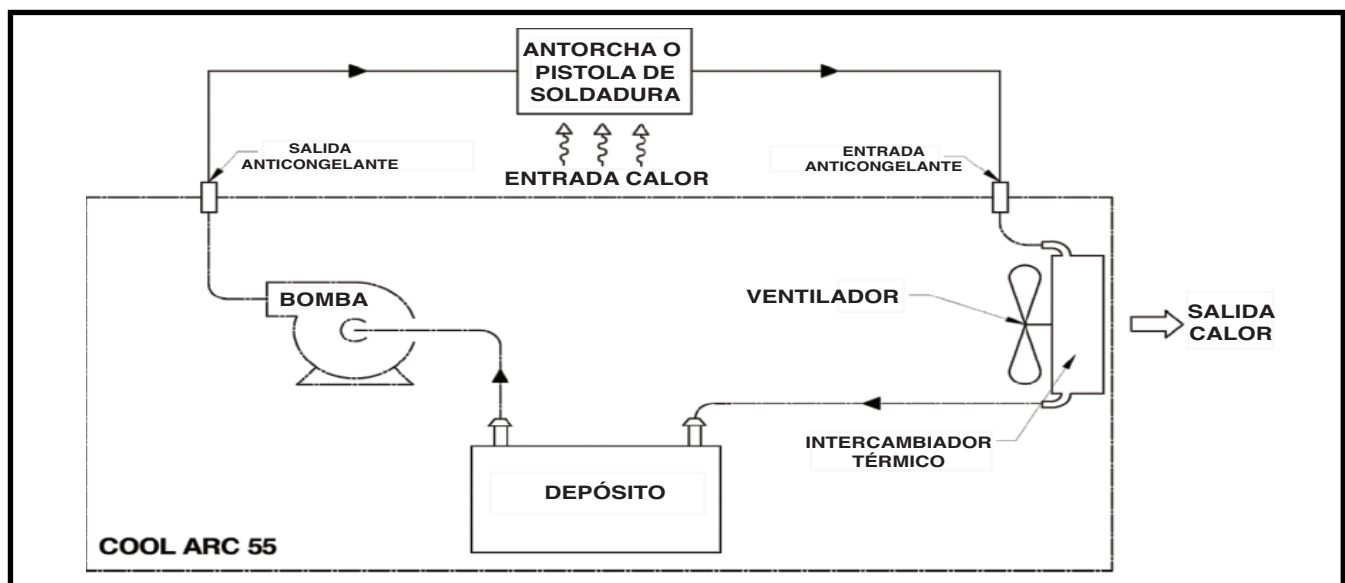 ANTORCHA O
PISTOLA DE
SOLDADURA
SALIDA
ANTICONGELANTE
ENTRADA CALOR
ENTRADA
ANTICONGELANTE
BOMBA
VENTILADOR
SALIDA
CALOR
INTERCAMBIADOR
TÉRMICO
DEPÓSITO
COOL ARC 55